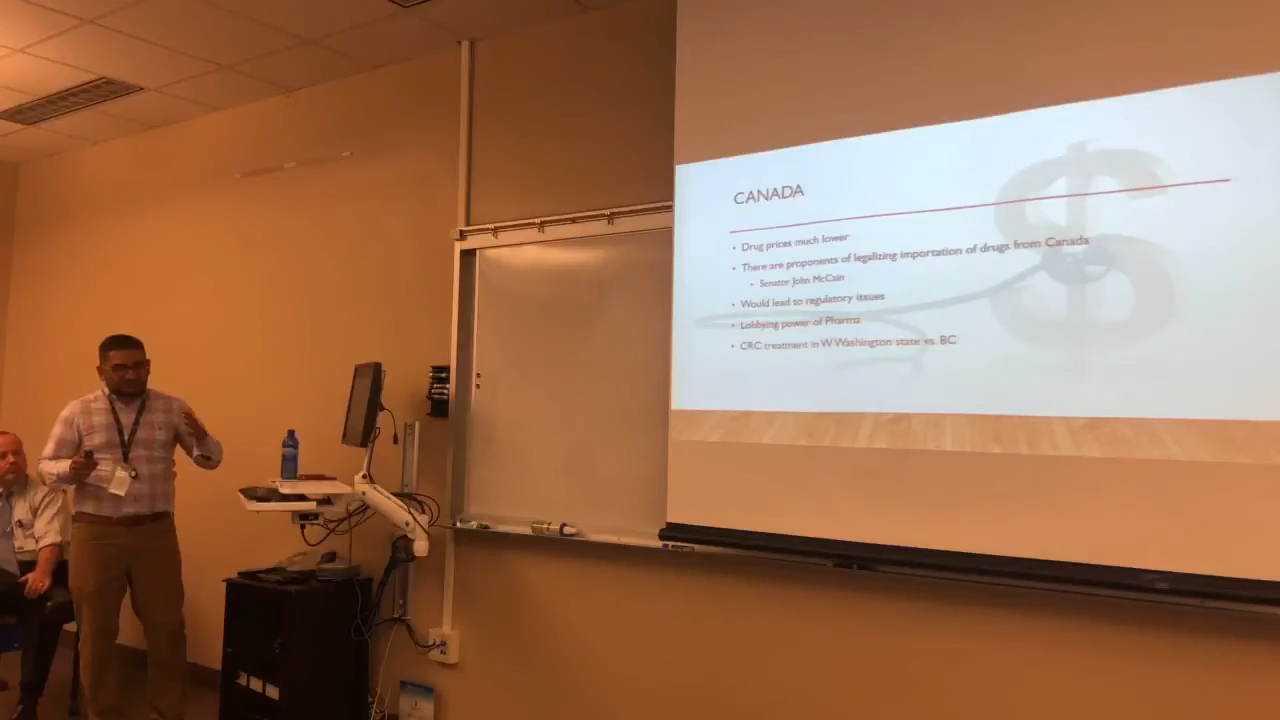 CANADA
• Drug prices much lower
• There are proponents of legalizing importation of drugs from Canada
• Senator John McCain
• Would lead to regulatory issues
• Lobbying power of Pharma
• CRC treatment in W Washington state vs. BC